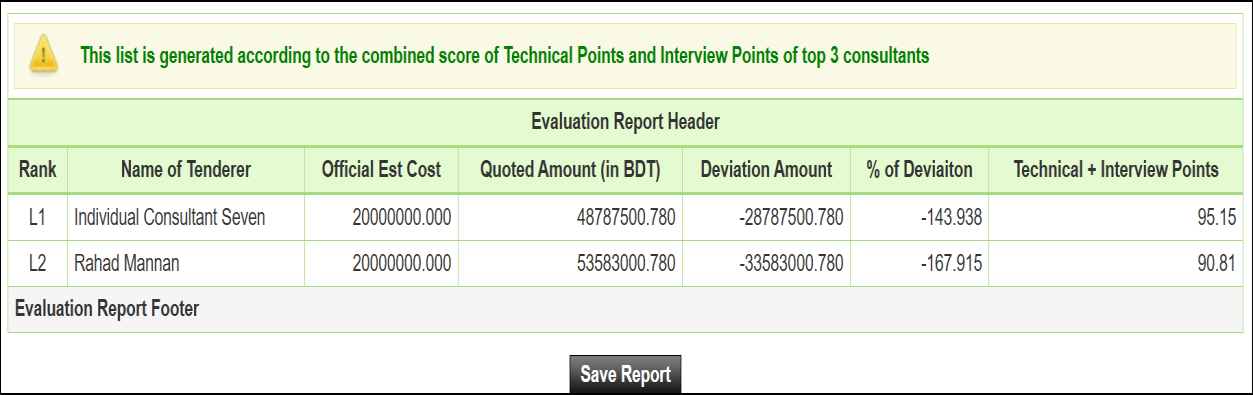 This list is generated according to the combined score of Technical Points and Interview Points of top 3 consultants
Evaluation Report Header
Rank Name of Tenderer Official Est Cost Quoted Amount (in BDT) Deviation Amount % of Deviaiton Technical + Interview Points
L1 Individual Consultant Seven 20000000.000 48787500.780 -28787500.780 -143.938 95.15
L2 Rahad Mannan 20000000.000 53583000.780 -33583000.780 -167.915 90.81
Evaluation Report Footer
Save Report